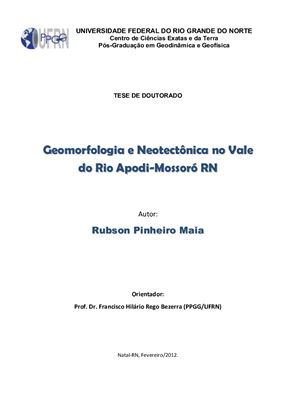 PPGG UFRN
UNIVERSIDADE FEDERAL DO RIO GRANDE DO NORTE
Centro de Ciências Exatas e da Terra
Pós-Graduação em Geodinâmica e Geofísica
TESE DE DOUTORADO
Geomorfologia e Neotectônica no Vale
do Rio Apodi-Mossoró RN
Autor:
Rubson Pinheiro Maia
Orientador:
Prof. Dr. Francisco Hilário Rego Bezerra (PPGG/UFRN)
Natal-RN, Fevereiro/2012.